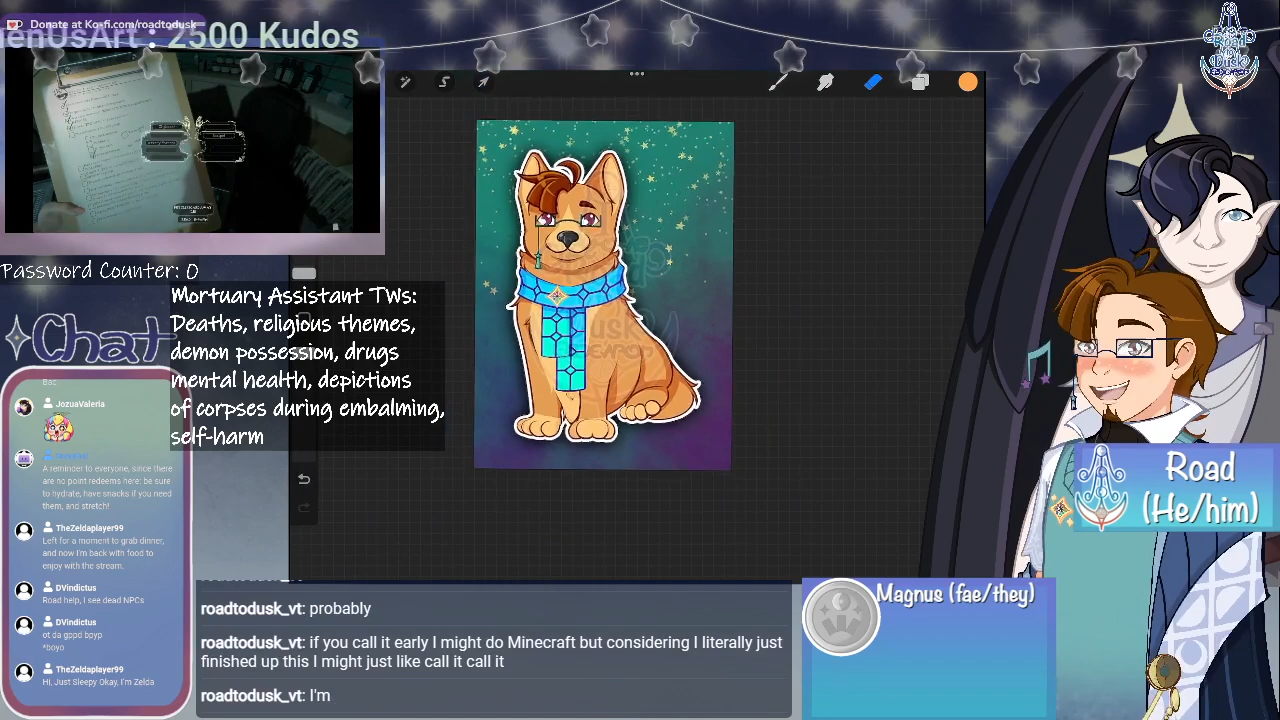 Donate at Ko-fi.com/roadtodusk
enusArt : 2500 Kudos
Road
to
Dusk
Password Counter: 0
Mortuary Assistant TWs:
Deaths, religious themes,
demon possession, drugs
mental health, depictions
of corpses during embalming,
self-harm
Chat
JozuaValeria
A reminder to everyone, since there
are no point redeems here: be sure
to hydrate, have snacks if you need
them, and stretch!
TheZeldaplayer99
Left for a moment to grab dinner,
and now I'm back with food to
enjoy with the stream.
DVindictus
Road help, I see dead NPCs
DVindictus
ot da gppd bpyp
*boyo
TheZeldaplayer99
Hi, Just Sleepy Okay, I'm Zelda
roadtodusk_vt: probably
roadtodusk_vt: if you call it early I might do Minecraft but considering I literally just
finished up this I might just like call it call it
roadtodusk_vt: I'm
Road
(He/him)
Magnus (fae/they)